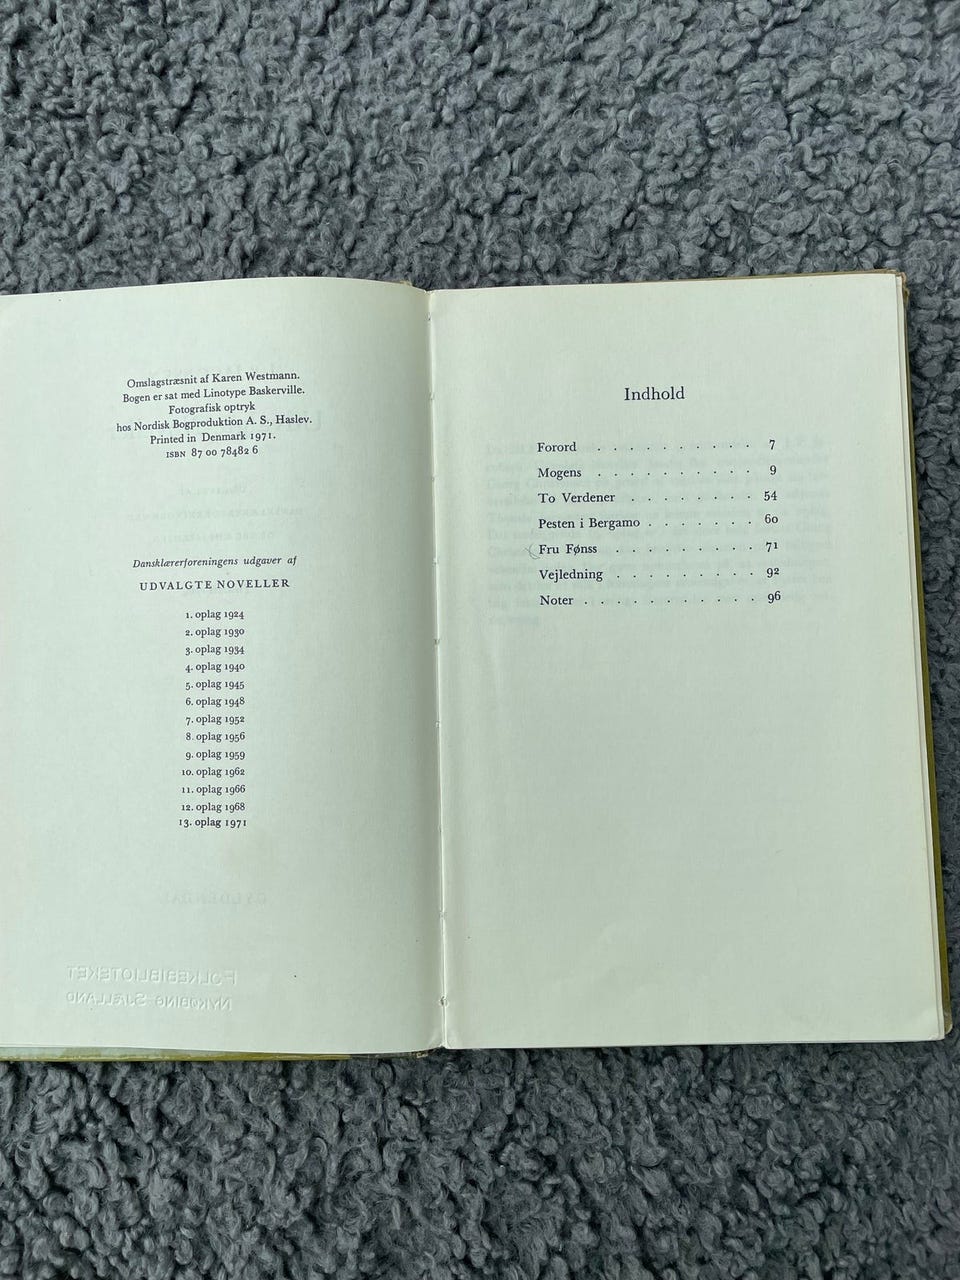 Omslagstræsnit af Karen Westmann.
Bogen er sat med Linotype Baskerville.
Fotografisk optryk
hos Nordisk Bogproduktion A. S., Haslev.
Printed in Denmark 1971.
ISBN 87 00 78482 6
Dansklærerforeningens udgaver af
UDVALGTE NOVELLER
1. oplag 1924
2. oplag 1930
3. oplag 1934
4. oplag 1940
5. oplag 1945
6. oplag 1948
7. oplag 1952
8. oplag 1956
9. oplag 1959
10. oplag 1962
11. oplag 1966
12. oplag 1968
13. oplag 1971
GYLDENDAL
FOLKEBIBLIOTEKET
NYKØBING SJÆLLAND
Indhold
Forord . . . . . . . . . . 7
Mogens . . . . . . . . . . 9
To Verdener . . . . . . . . 54
Pesten i Bergamo . . . . . . . 60
Fru Fønss . . . . . . . . . 71
Vejledning . . . . . . . . . 92
Noter . . . . . . . . . . . 96